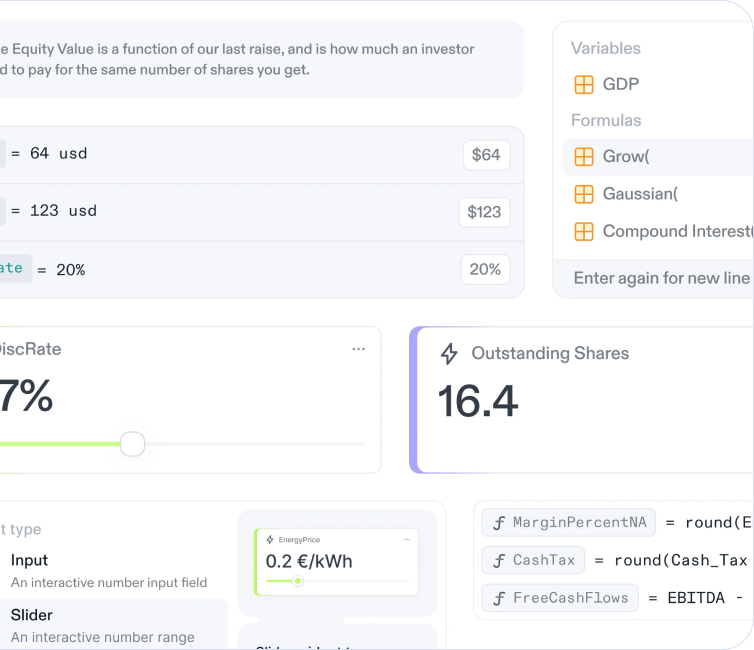 e Equity Value is a function of our last raise, and is how much an investor
d to pay for the same number of shares you get.
= 64 usd
$64
= 123 usd
$123
ate = 20%
20%
Variables
GDP
Formulas
Grow(
Gaussian(
Compound Interest(
Enter again for new line
DiscRate
...
7%
Outstanding Shares
16.4
t type
Input
An interactive number input field
Slider
An interactive number range
EnergyPrice
...
0.2 €/kWh
ƒ MarginPercentNA = round(E
ƒ CashTax = round(Cash_Tax
ƒ FreeCashFlows = EBITDA -